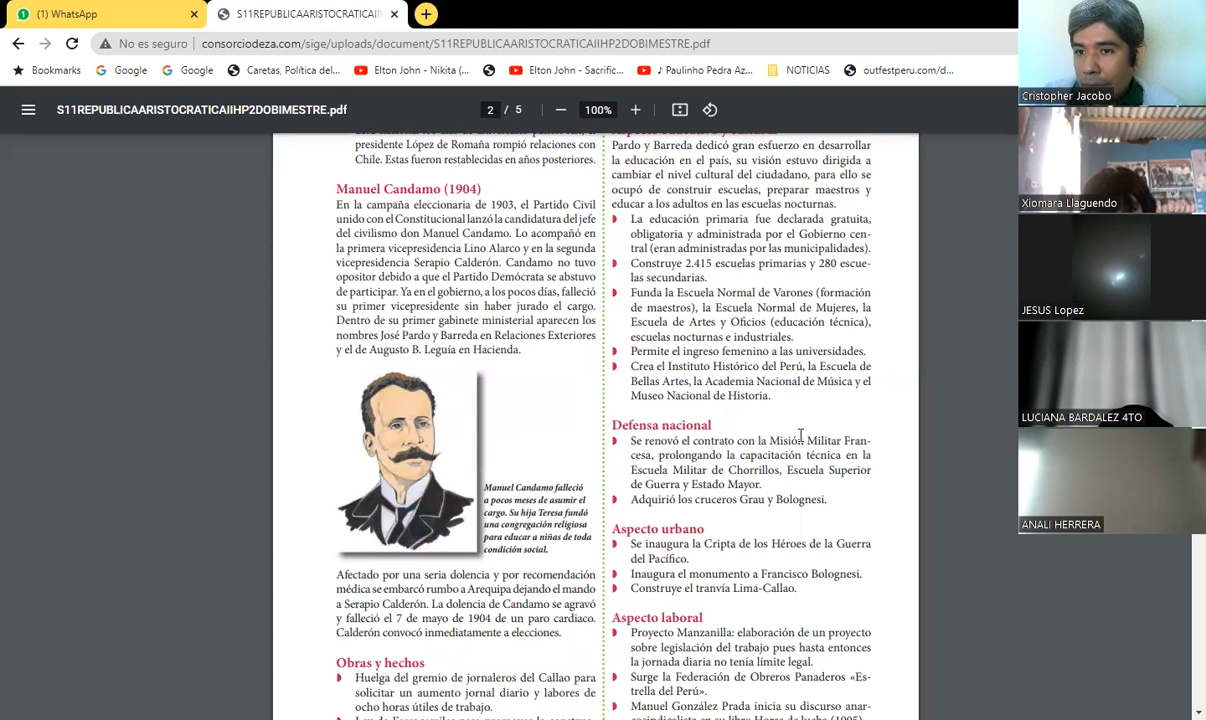 (1) WhatsApp
S11REPUBLICAARISTOCRATICAIIHP
No es seguro
consorciodeza.com/sige/uploads/document/S11REPUBLICAARISTOCRATICAIIHP2DOBIMESTRE.pdf
Bookmarks
Google
Google
Caretas, Política del...
Elton John - Nikita (...
Elton John - Sacrific...
♪ Paulinho Pedra Az...
NOTICIAS
outfestperu.com/d...
S11REPUBLICAARISTOCRATICAIIHP2DOBIMESTRE.pdf
2 / 5
100%
presidente López de Romaña rompió relaciones con
Chile. Estas fueron restablecidas en años posteriores.
Manuel Candamo (1904)
En la campaña eleccionaria de 1903, el Partido Civil
unido con el Constitucional lanzó la candidatura del jefe
del civilismo don Manuel Candamo. Lo acompañó en
la primera vicepresidencia Lino Alarco y en la segunda
vicepresidencia Serapio Calderón. Candamo no tuvo
opositor debido a que el Partido Demócrata se abstuvo
de participar. Ya en el gobierno, a los pocos días, falleció
su primer vicepresidente sin haber jurado el cargo.
Dentro de su primer gabinete ministerial aparecen los
nombres José Pardo y Barreda en Relaciones Exteriores
y el de Augusto B. Leguía en Hacienda.
Manuel Candamo falleció
a pocos meses de asumir el
cargo. Su hija Teresa fundó
una congregación religiosa
para educar a niñas de toda
condición social.
Afectado por una seria dolencia y por recomendación
médica se embarcó rumbo a Arequipa dejando el mando
a Serapio Calderón. La dolencia de Candamo se agravó
y falleció el 7 de mayo de 1904 de un paro cardiaco.
Calderón convocó inmediatamente a elecciones.
Obras y hechos
Huelga del gremio de jornaleros del Callao para
solicitar un aumento jornal diario y labores de
ocho horas útiles de trabajo.
Pardo y Barreda dedicó gran esfuerzo en desarrollar
la educación en el país, su visión estuvo dirigida a
cambiar el nivel cultural del ciudadano, para ello se
ocupó de construir escuelas, preparar maestros y
educar a los adultos en las escuelas nocturnas.
La educación primaria fue declarada gratuita,
obligatoria y administrada por el Gobierno cen-
tral (eran administradas por las municipalidades).
Construye 2.415 escuelas primarias y 280 escue-
las secundarias.
Funda la Escuela Normal de Varones (formación
de maestros), la Escuela Normal de Mujeres, la
Escuela de Artes y Oficios (educación técnica),
escuelas nocturnas e industriales.
Permite el ingreso femenino a las universidades.
Crea el Instituto Histórico del Perú, la Escuela de
Bellas Artes, la Academia Nacional de Música y el
Museo Nacional de Historia.
Defensa nacional
Se renovó el contrato con la Misión Militar Fran-
cesa, prolongando la capacitación técnica en la
Escuela Militar de Chorrillos, Escuela Superior
de Guerra y Estado Mayor.
Adquirió los cruceros Grau y Bolognesi.
Aspecto urbano
Se inaugura la Cripta de los Héroes de la Guerra
del Pacífico.
Inaugura el monumento a Francisco Bolognesi.
Construye el tranvía Lima-Callao.
Aspecto laboral
Proyecto Manzanilla: elaboración de un proyecto
sobre legislación del trabajo pues hasta entonces
la jornada diaria no tenía límite legal.
Surge la Federación de Obreros Panaderos «Es-
trella del Perú».
Manuel González Prada inicia su discurso anar-
Cristopher Jacobo
Xiomara Llaguendo
JESUS Lopez
LUCIANA BARDALEZ 4TO
ANALI HERRERA